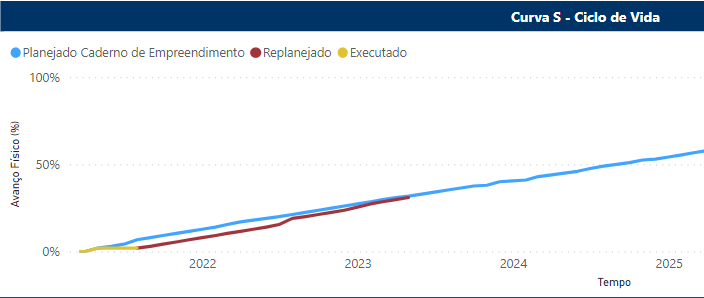 Curva S - Ciclo de Vida
Planejado Caderno de Empreendimento Replanejado Executado
100%
Avanço Físico (%)
50%
0%
2022 2023 2024 2025
Tempo